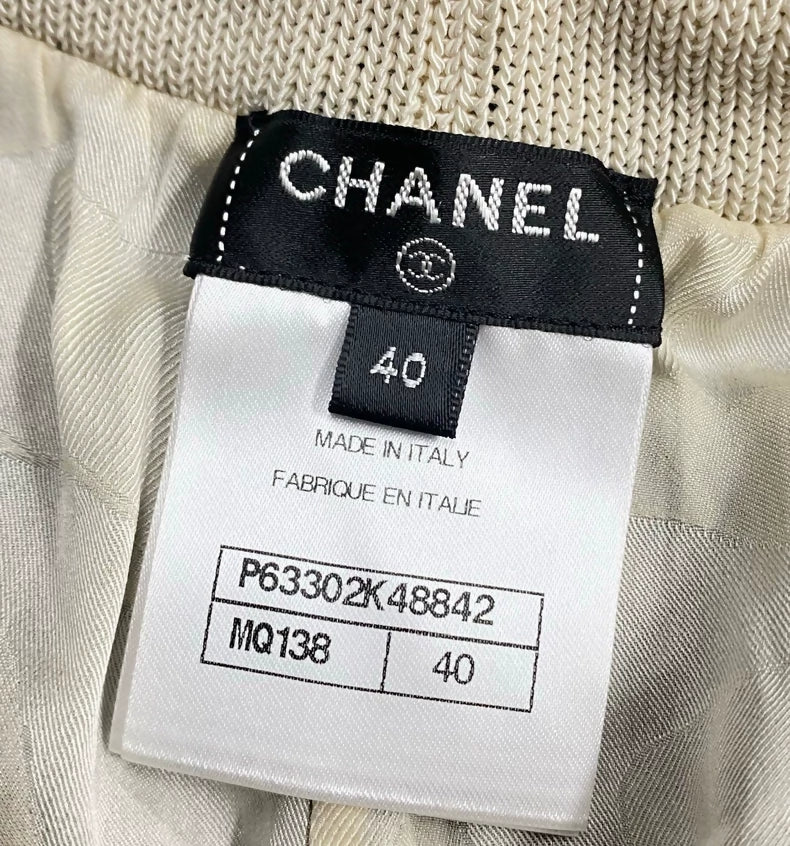 CHANEL
40
MADE IN ITALY
FABRIQUE EN ITALIE
P63302K48842
MQ138 40